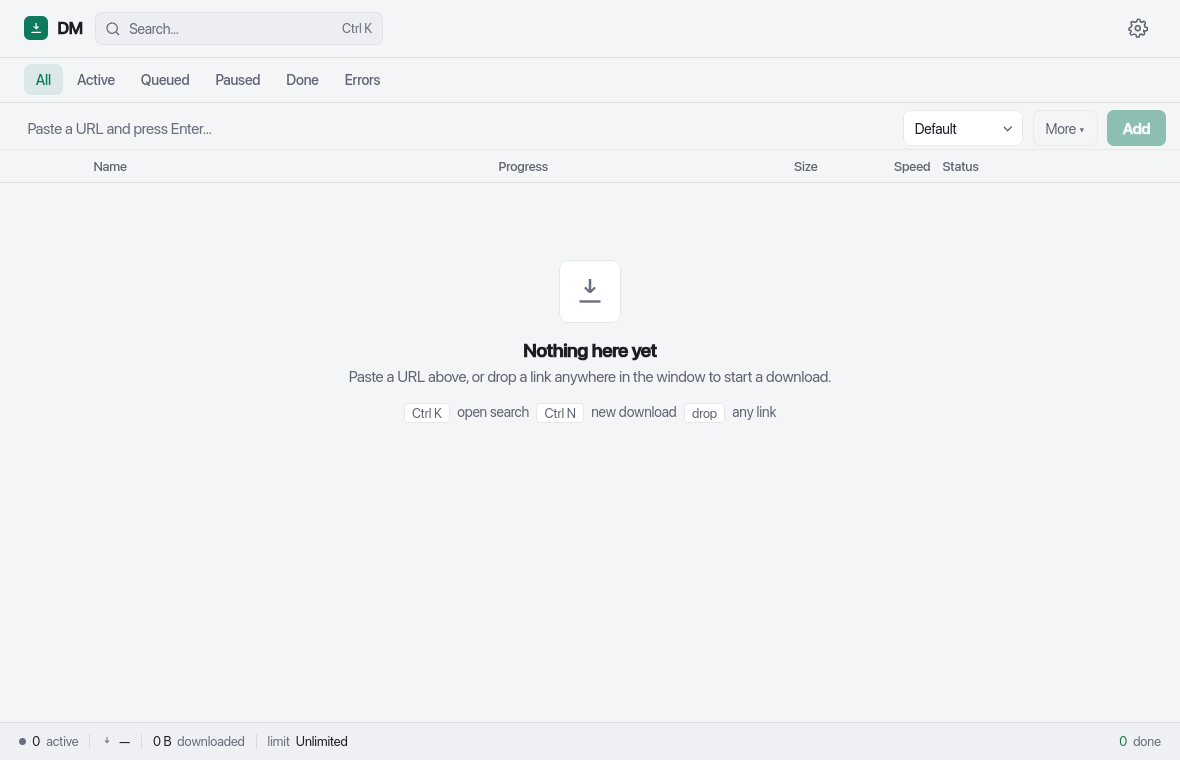 DM Search... Ctrl K
All Active Queued Paused Done Errors
Paste a URL and press Enter... Default More ▾ Add
Name Progress Size Speed Status
Nothing here yet
Paste a URL above, or drop a link anywhere in the window to start a download.
Ctrl K open search Ctrl N new download drop any link
0 active — 0 B downloaded limit Unlimited 0 done